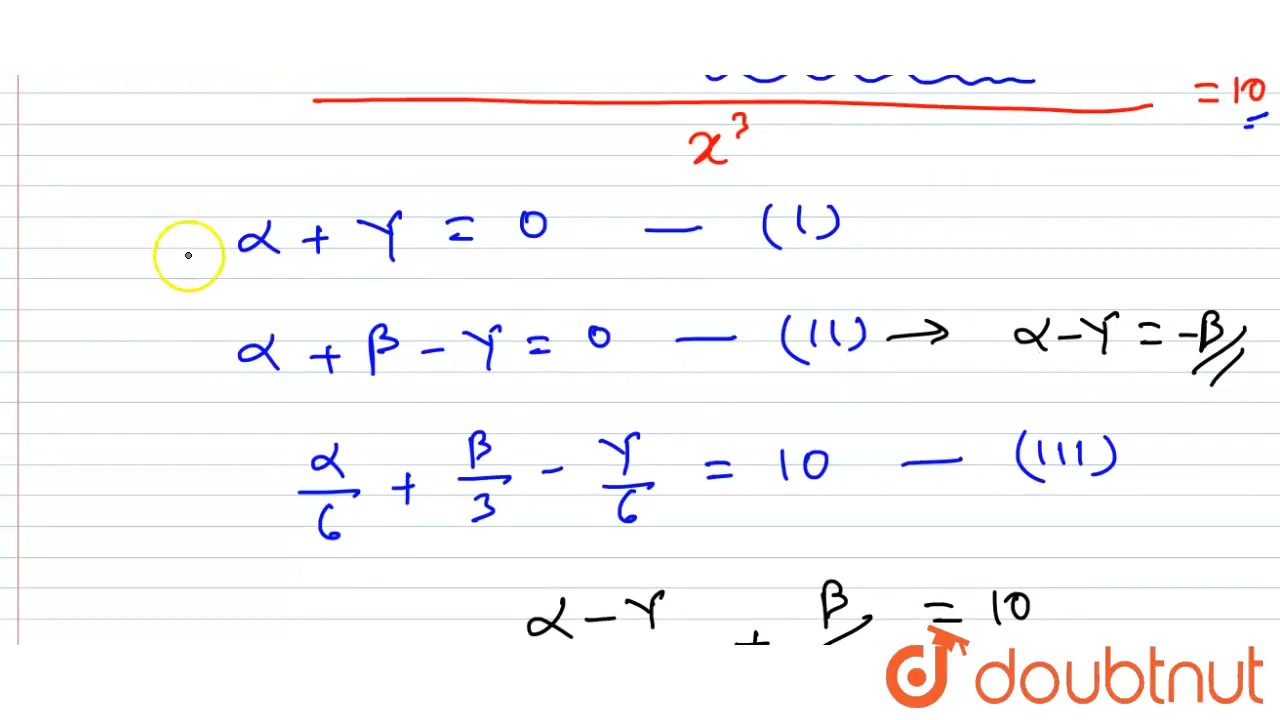 = 10
x³
α + γ = 0 — (I)
α + β - γ = 0 — (II) → α - γ = -β
α/6 + β/3 - γ/6 = 10 — (III)
α - γ + β = 10
doubtnut